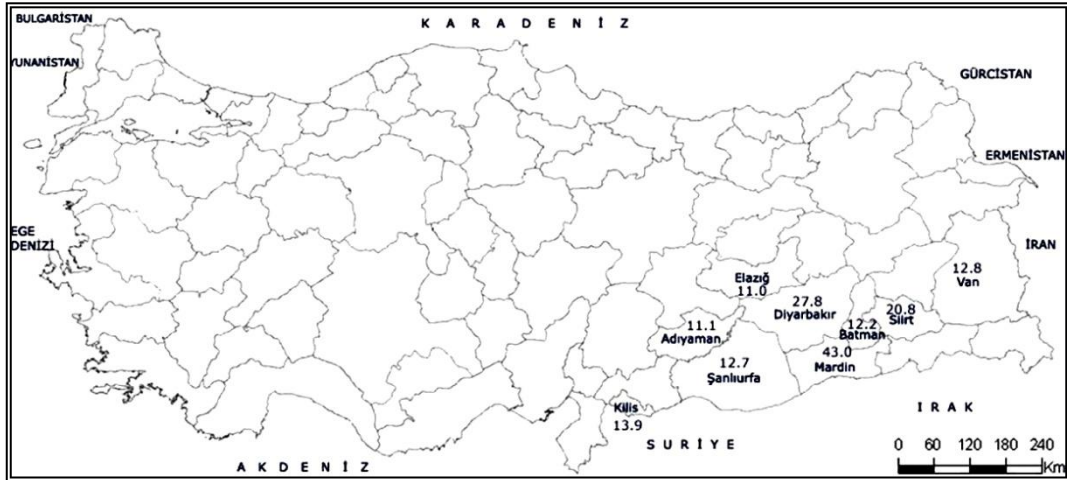 BULGARİSTAN
K A R A D E N İ Z
YUNANİSTAN
GÜRCİSTAN
ERMENİSTAN
EGE
DENİZİ
İRAN
12.8
Van
Elazığ
11.0
27.8
Diyarbakır
20.8
Siirt
12.2
Batman
11.1
Adıyaman
43.0
Mardin
12.7
Şanlıurfa
Kilis
13.9
I R A K
S U R İ Y E
A K D E N İ Z
0 60 120 180 240
Km